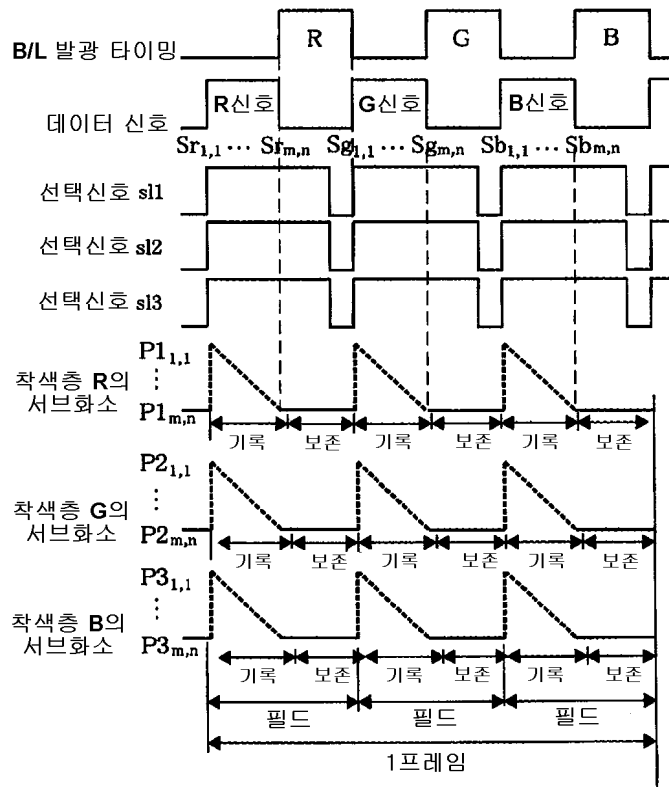 R G B
B/L 발광 타이밍
R신호 G신호 B신호
데이터 신호
Sr1,1 ··· Srm,n Sg1,1 ··· Sgm,n Sb1,1 ··· Sbm,n
선택신호 sl1
선택신호 sl2
선택신호 sl3
P11,1
착색층 R의
서브화소
P1m,n
기록 보존 기록 보존 기록 보존
P21,1
착색층 G의
서브화소
P2m,n
기록 보존 기록 보존 기록 보존
P31,1
착색층 B의
서브화소
P3m,n
기록 보존 기록 보존 기록 보존
필드 필드 필드
1프레임